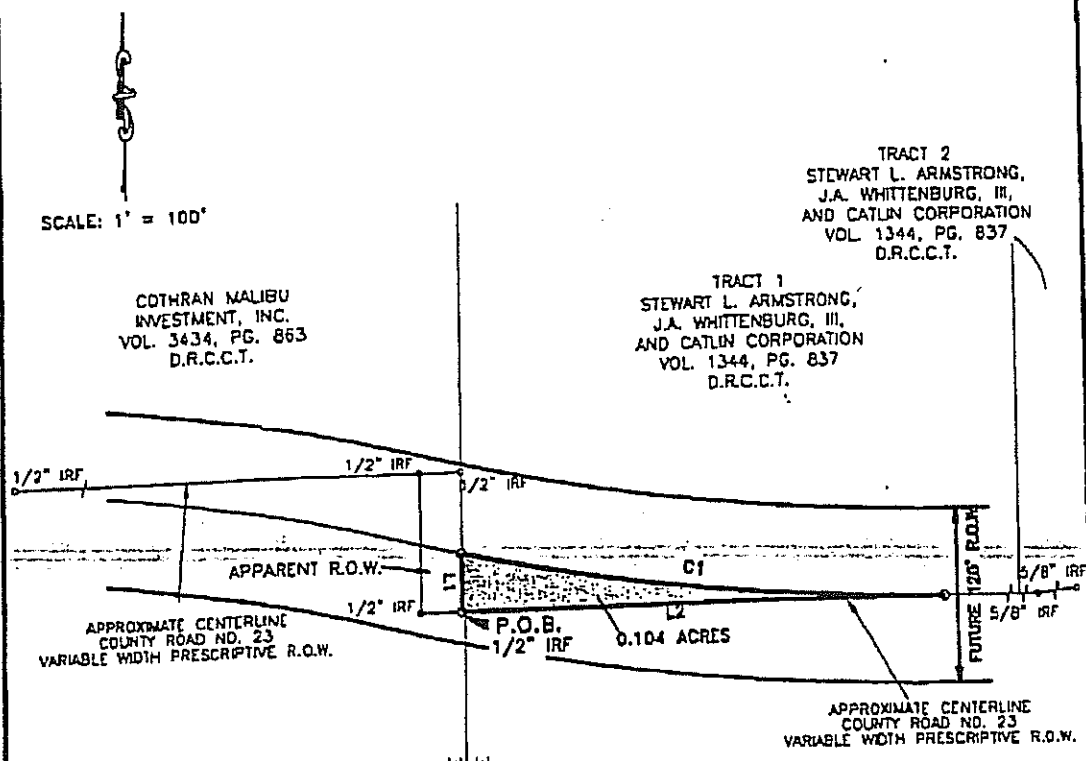 SCALE: 1' = 100'
TRACT 2
STEWART L. ARMSTRONG,
J.A. WHITTENBURG, III,
AND CATLIN CORPORATION
VOL. 1344, PG. 837
D.R.C.C.T.
COTHRAN MALIBU
INVESTMENT, INC.
VOL. 3434, PG. 863
D.R.C.C.T.
TRACT 1
STEWART L. ARMSTRONG,
J.A. WHITTENBURG, III,
AND CATLIN CORPORATION
VOL. 1344, PG. 837
D.R.C.C.T.
1/2" IRF
1/2" IRF
1/2" IRF
APPARENT R.O.W.
L1
C1
FUTURE 120' R.O.W.
5/8" IRF
5/8" IRF
1/2" IRF
P.O.B.
1/2" IRF
L2
0.104 ACRES
APPROXIMATE CENTERLINE
COUNTY ROAD NO. 23
VARIABLE WIDTH PRESCRIPTIVE R.O.W.
APPROXIMATE CENTERLINE
COUNTY ROAD NO. 23
VARIABLE WIDTH PRESCRIPTIVE R.O.W.